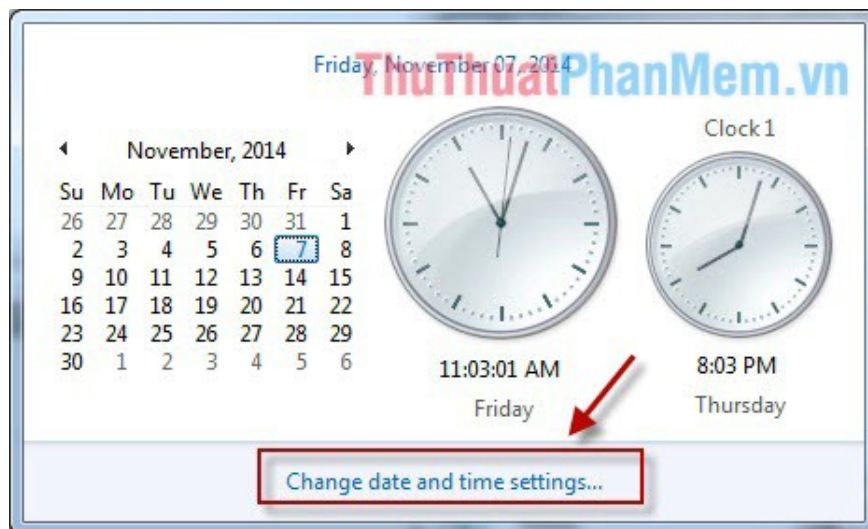 Friday, November 07, 2014
ThuThuatPhanMem.vn
November, 2014
Su Mo Tu We Th Fr Sa
26 27 28 29 30 31 1
2 3 4 5 6 7 8
9 10 11 12 13 14 15
16 17 18 19 20 21 22
23 24 25 26 27 28 29
30 1 2 3 4 5 6
11:03:01 AM
Friday
Clock 1
8:03 PM
Thursday
Change date and time settings...